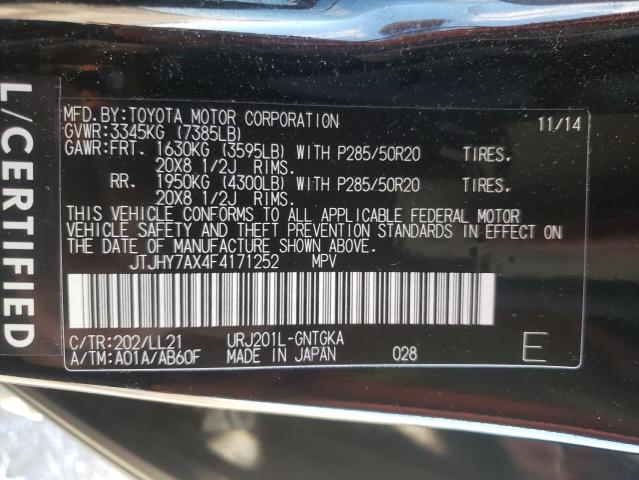 L/CERTIFIED
MFD.BY:TOYOTA MOTOR CORPORATION 11/14
GVWR:3345KG (7385LB)
GAWR:FRT. 1630KG (3595LB) WITH P285/50R20 TIRES.
20X8 1/2J RIMS.
RR. 1950KG (4300LB) WITH P285/50R20 TIRES.
20X8 1/2J RIMS.
THIS VEHICLE CONFORMS TO ALL APPLICABLE FEDERAL MOTOR
VEHICLE SAFETY AND THEFT PREVENTION STANDARDS IN EFFECT ON
THE DATE OF MANUFACTURE SHOWN ABOVE.
JTJHY7AX4F4171252 MPV
C/TR:202/LL21 URJ201L-GNTGKA
A/TM:A01A/AB60F MADE IN JAPAN 028 E